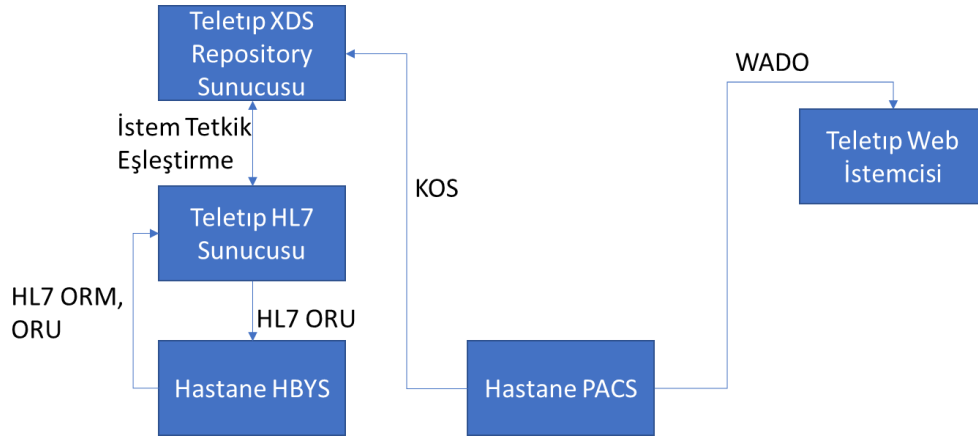 Teletıp XDS
Repository
Sunucusu
WADO
İstem Tetkik
Eşleştirme
Teletıp Web
İstemcisi
KOS
Teletıp HL7
Sunucusu
HL7 ORM,
ORU
HL7 ORU
Hastane HBYS
Hastane PACS